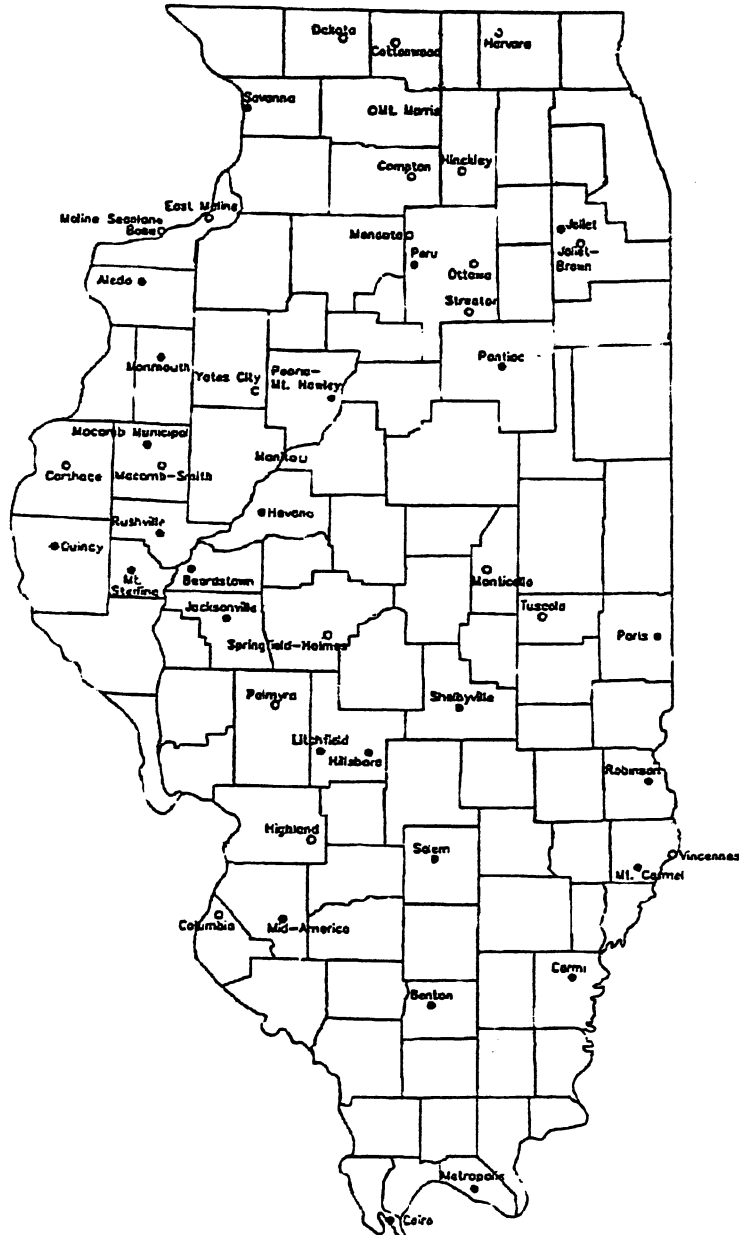 Dakota
Cottonwood
Harvard
Savanna
Mt. Morris
Compton
Hinckley
East Moline
Moline Seaplane
Base
Mendota
Joliet
Peru
Ottawa
Joliet-
Brown
Aledo
Streator
Monmouth
Pontiac
Yates City
Peoria-
Mt. Hawley
Macomb Municipal
Manito
Carthage
Macomb-Smith
Havana
Rushville
Quincy
Mt.
Sterling
Beardstown
Monticello
Jacksonville
Tuscola
Springfield-Holmes
Paris
Palmyra
Shelbyville
Litchfield
Hillsboro
Robinson
Highland
Salem
Vincennes
Mt. Carmel
Columbia
Mid-America
Carmi
Benton
Metropolis
Cairo